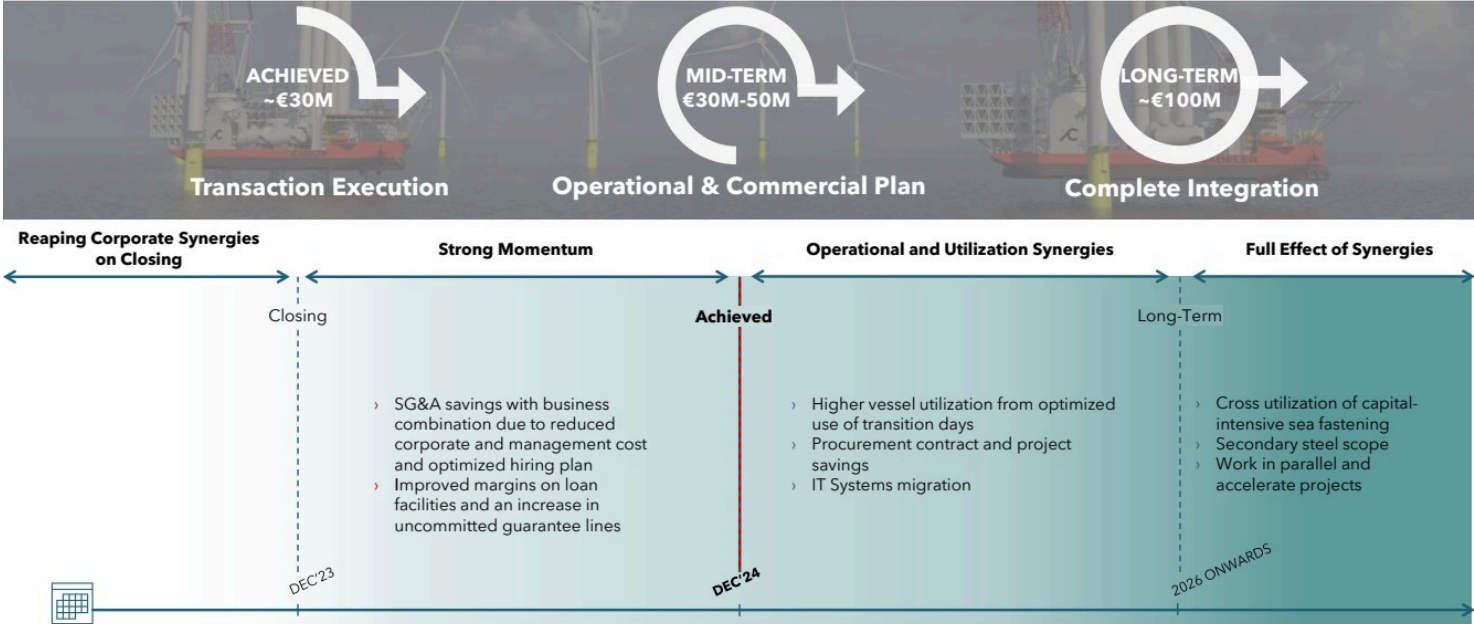 ACHIEVED
~€30M
MID-TERM
€30M-50M
LONG-TERM
~€100M
Transaction Execution
Operational & Commercial Plan
Complete Integration
Reaping Corporate Synergies
on Closing
Strong Momentum
Operational and Utilization Synergies
Full Effect of Synergies
Closing
Achieved
Long-Term
› SG&A savings with business
combination due to reduced
corporate and management cost
and optimized hiring plan
› Improved margins on loan
facilities and an increase in
uncommitted guarantee lines
› Higher vessel utilization from optimized
use of transition days
› Procurement contract and project
savings
› IT Systems migration
› Cross utilization of capital-
intensive sea fastening
› Secondary steel scope
› Work in parallel and
accelerate projects
DEC'23
DEC'24
2026 ONWARDS